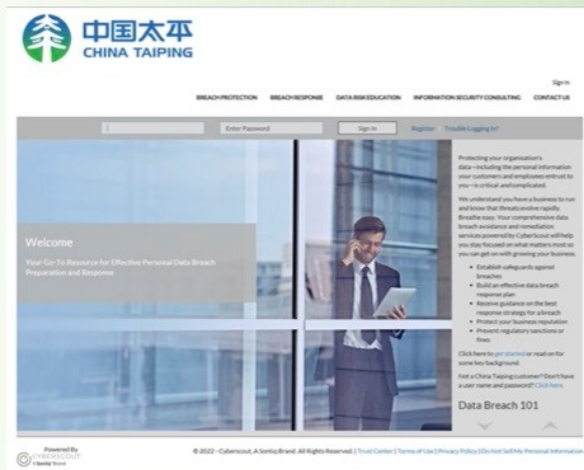 中国太平
CHINA TAIPING
Sign In
BREACH PROTECTION BREACH RESPONSE DATA RISK EDUCATION INFORMATION SECURITY CONSULTING CONTACT US
Enter Password Sign In Register Trouble Logging In?
Welcome
Your Go-To Resource for Effective Personal Data Breach
Preparation and Response
Protecting your organisation's
data—including the personal information
your customers and employees entrust to
you—is critical and complicated.
We understand you have a business to run
and know that threats evolve rapidly.
Breathe easy. Your comprehensive data
breach avoidance and remediation
services powered by CyberScout will help
you stay focused on what matters most so
you can get on with growing your business.
• Establish safeguards against
breaches
• Build an effective data breach
response plan
• Receive guidance on the best
response strategy for a breach
• Protect your business reputation
• Prevent regulatory sanctions or
fines
Click here to get started or read on for
some key background.
Not a China Taiping customer? Don't have
a user name and password? Click here.
Data Breach 101
Powered By
CYBERSCOUT
A Sontiq Brand
© 2022 - Cyberscout, A Sontiq Brand. All Rights Reserved. | Trust Center | Terms of Use | Privacy Policy | Do Not Sell My Personal Information